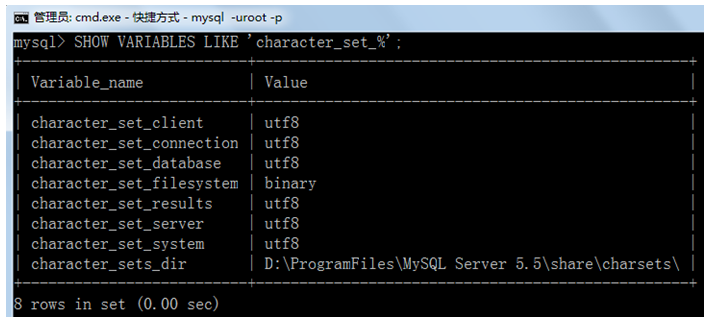 管理员: cmd.exe - 快捷方式 - mysql  -uroot -p
mysql> SHOW VARIABLES LIKE 'character_set_%';
+--------------------------+--------------------------------------------------+
| Variable_name            | Value                                            |
+--------------------------+--------------------------------------------------+
| character_set_client     | utf8                                             |
| character_set_connection | utf8                                             |
| character_set_database   | utf8                                             |
| character_set_filesystem | binary                                           |
| character_set_results    | utf8                                             |
| character_set_server     | utf8                                             |
| character_set_system     | utf8                                             |
| character_sets_dir       | D:\ProgramFiles\MySQL Server 5.5\share\charsets\ |
+--------------------------+--------------------------------------------------+
8 rows in set (0.00 sec)